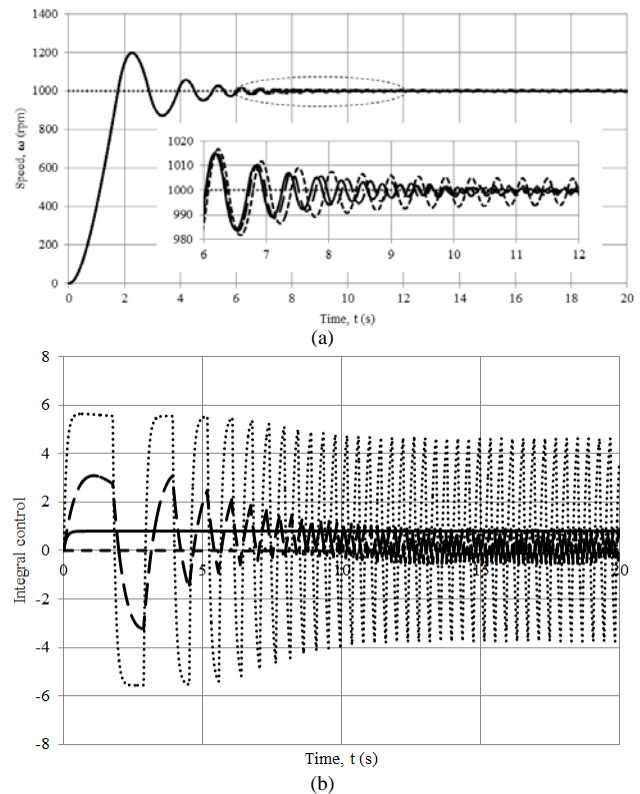 1400
1200
1000
800
600
400
200
0
Speed, ω (rpm)
1020
1010
1000
990
980
6 7 8 9 10 11 12
0 2 4 6 8 10 12 14 16 18 20
Time, t (s)
(a)
8
6
4
2
0
-2
-4
-6
-8
Integral control
0 5 10 15 20
Time, t (s)
(b)